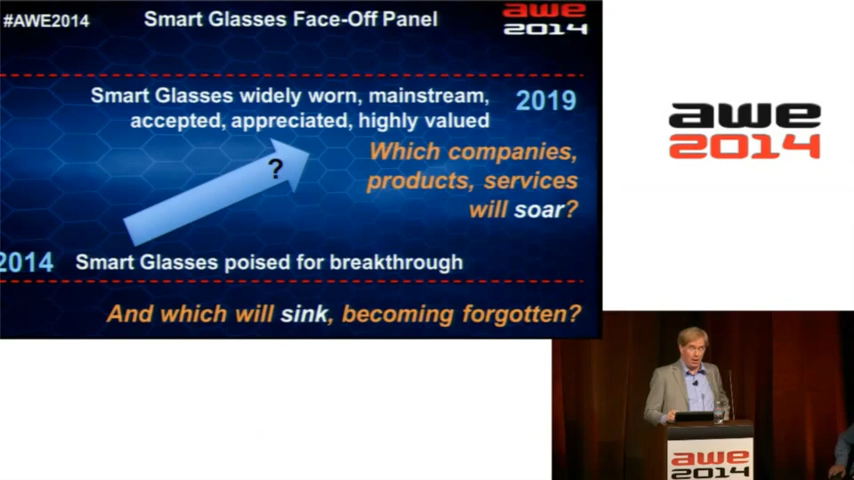 #AWE2014
Smart Glasses Face-Off Panel
awe
2014
Smart Glasses widely worn, mainstream,
accepted, appreciated, highly valued
2019
Which companies,
products, services
will soar?
?
2014
Smart Glasses poised for breakthrough
And which will sink, becoming forgotten?
awe
2014
awe
2014